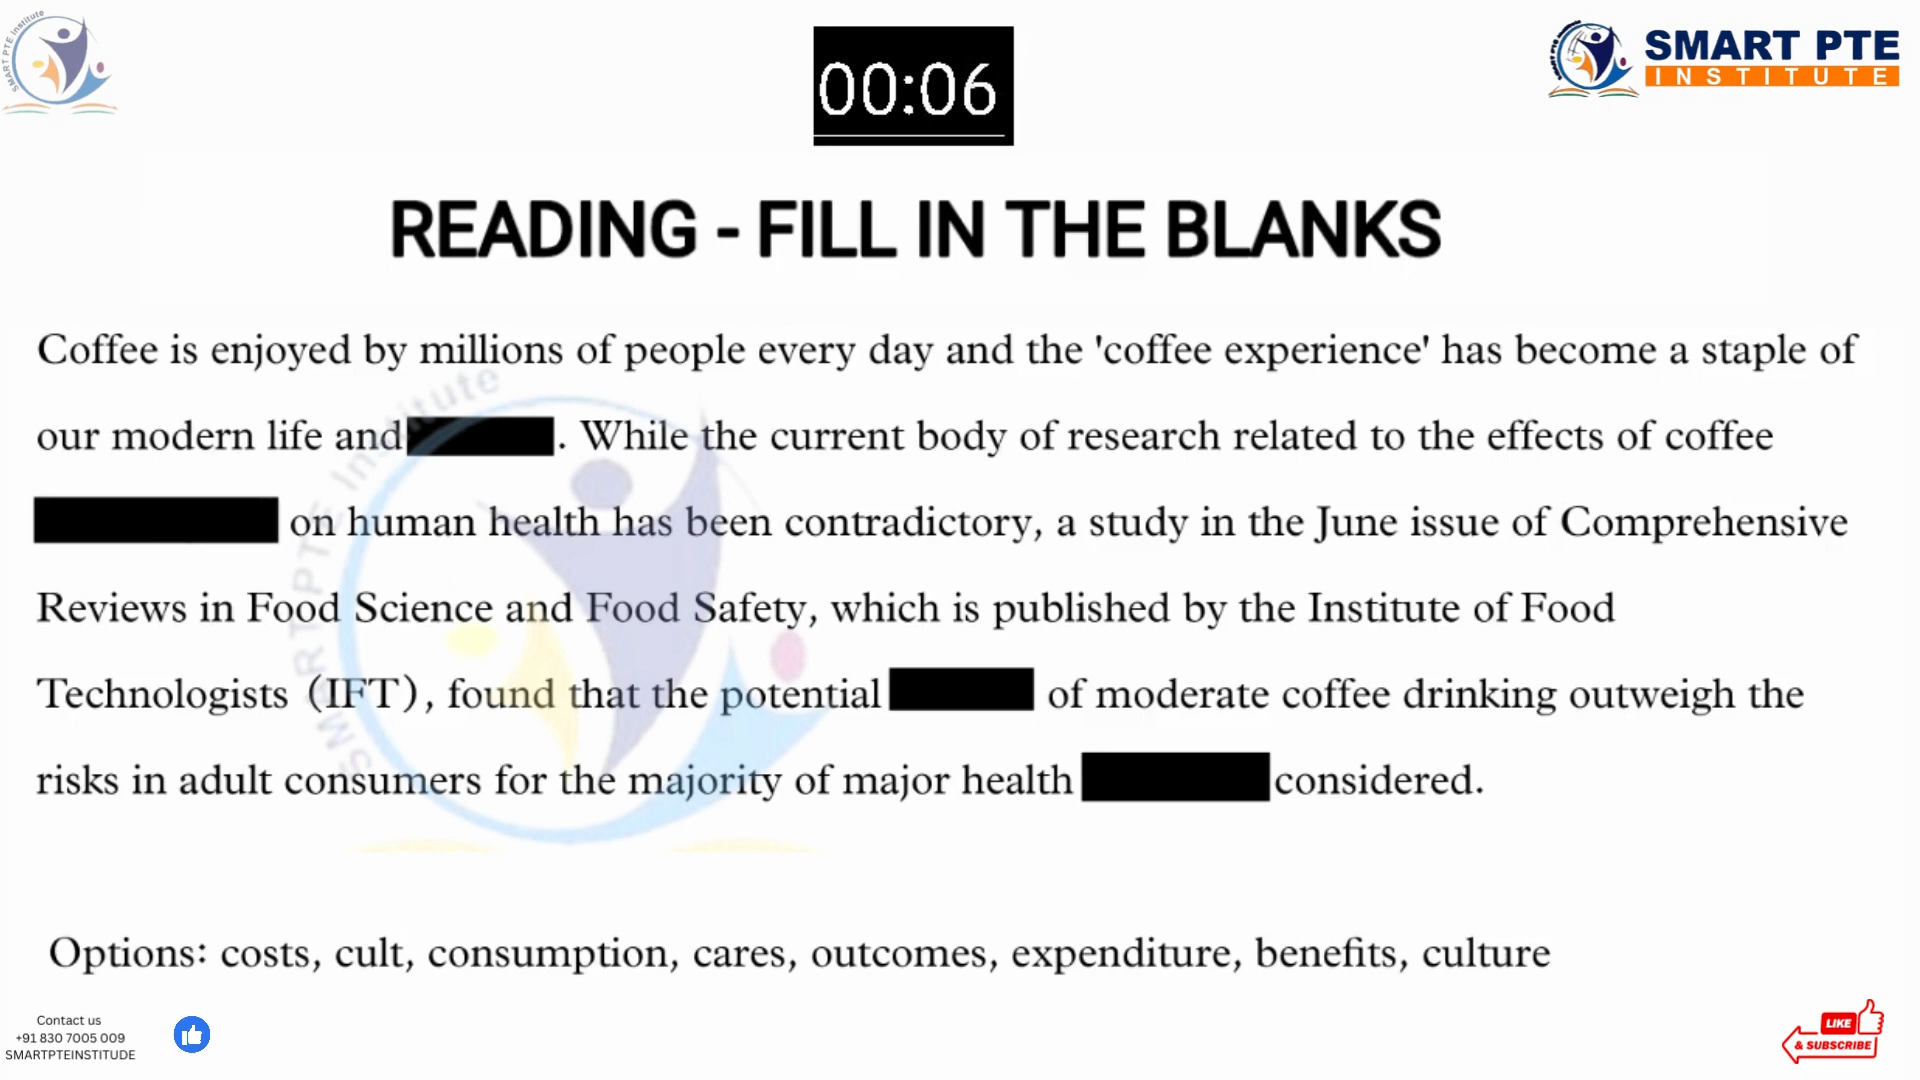 SMART PTE Institute
00:06
SMART PTE
INSTITUTE
READING - FILL IN THE BLANKS
Coffee is enjoyed by millions of people every day and the 'coffee experience' has become a staple of
our modern life and . While the current body of research related to the effects of coffee
on human health has been contradictory, a study in the June issue of Comprehensive
Reviews in Food Science and Food Safety, which is published by the Institute of Food
Technologists (IFT), found that the potential of moderate coffee drinking outweigh the
risks in adult consumers for the majority of major health considered.
SMART PTE Institute
Options: costs, cult, consumption, cares, outcomes, expenditure, benefits, culture
Contact us
+91 830 7005 009
SMARTPTEINSTITUDE
LIKE
& SUBSCRIBE